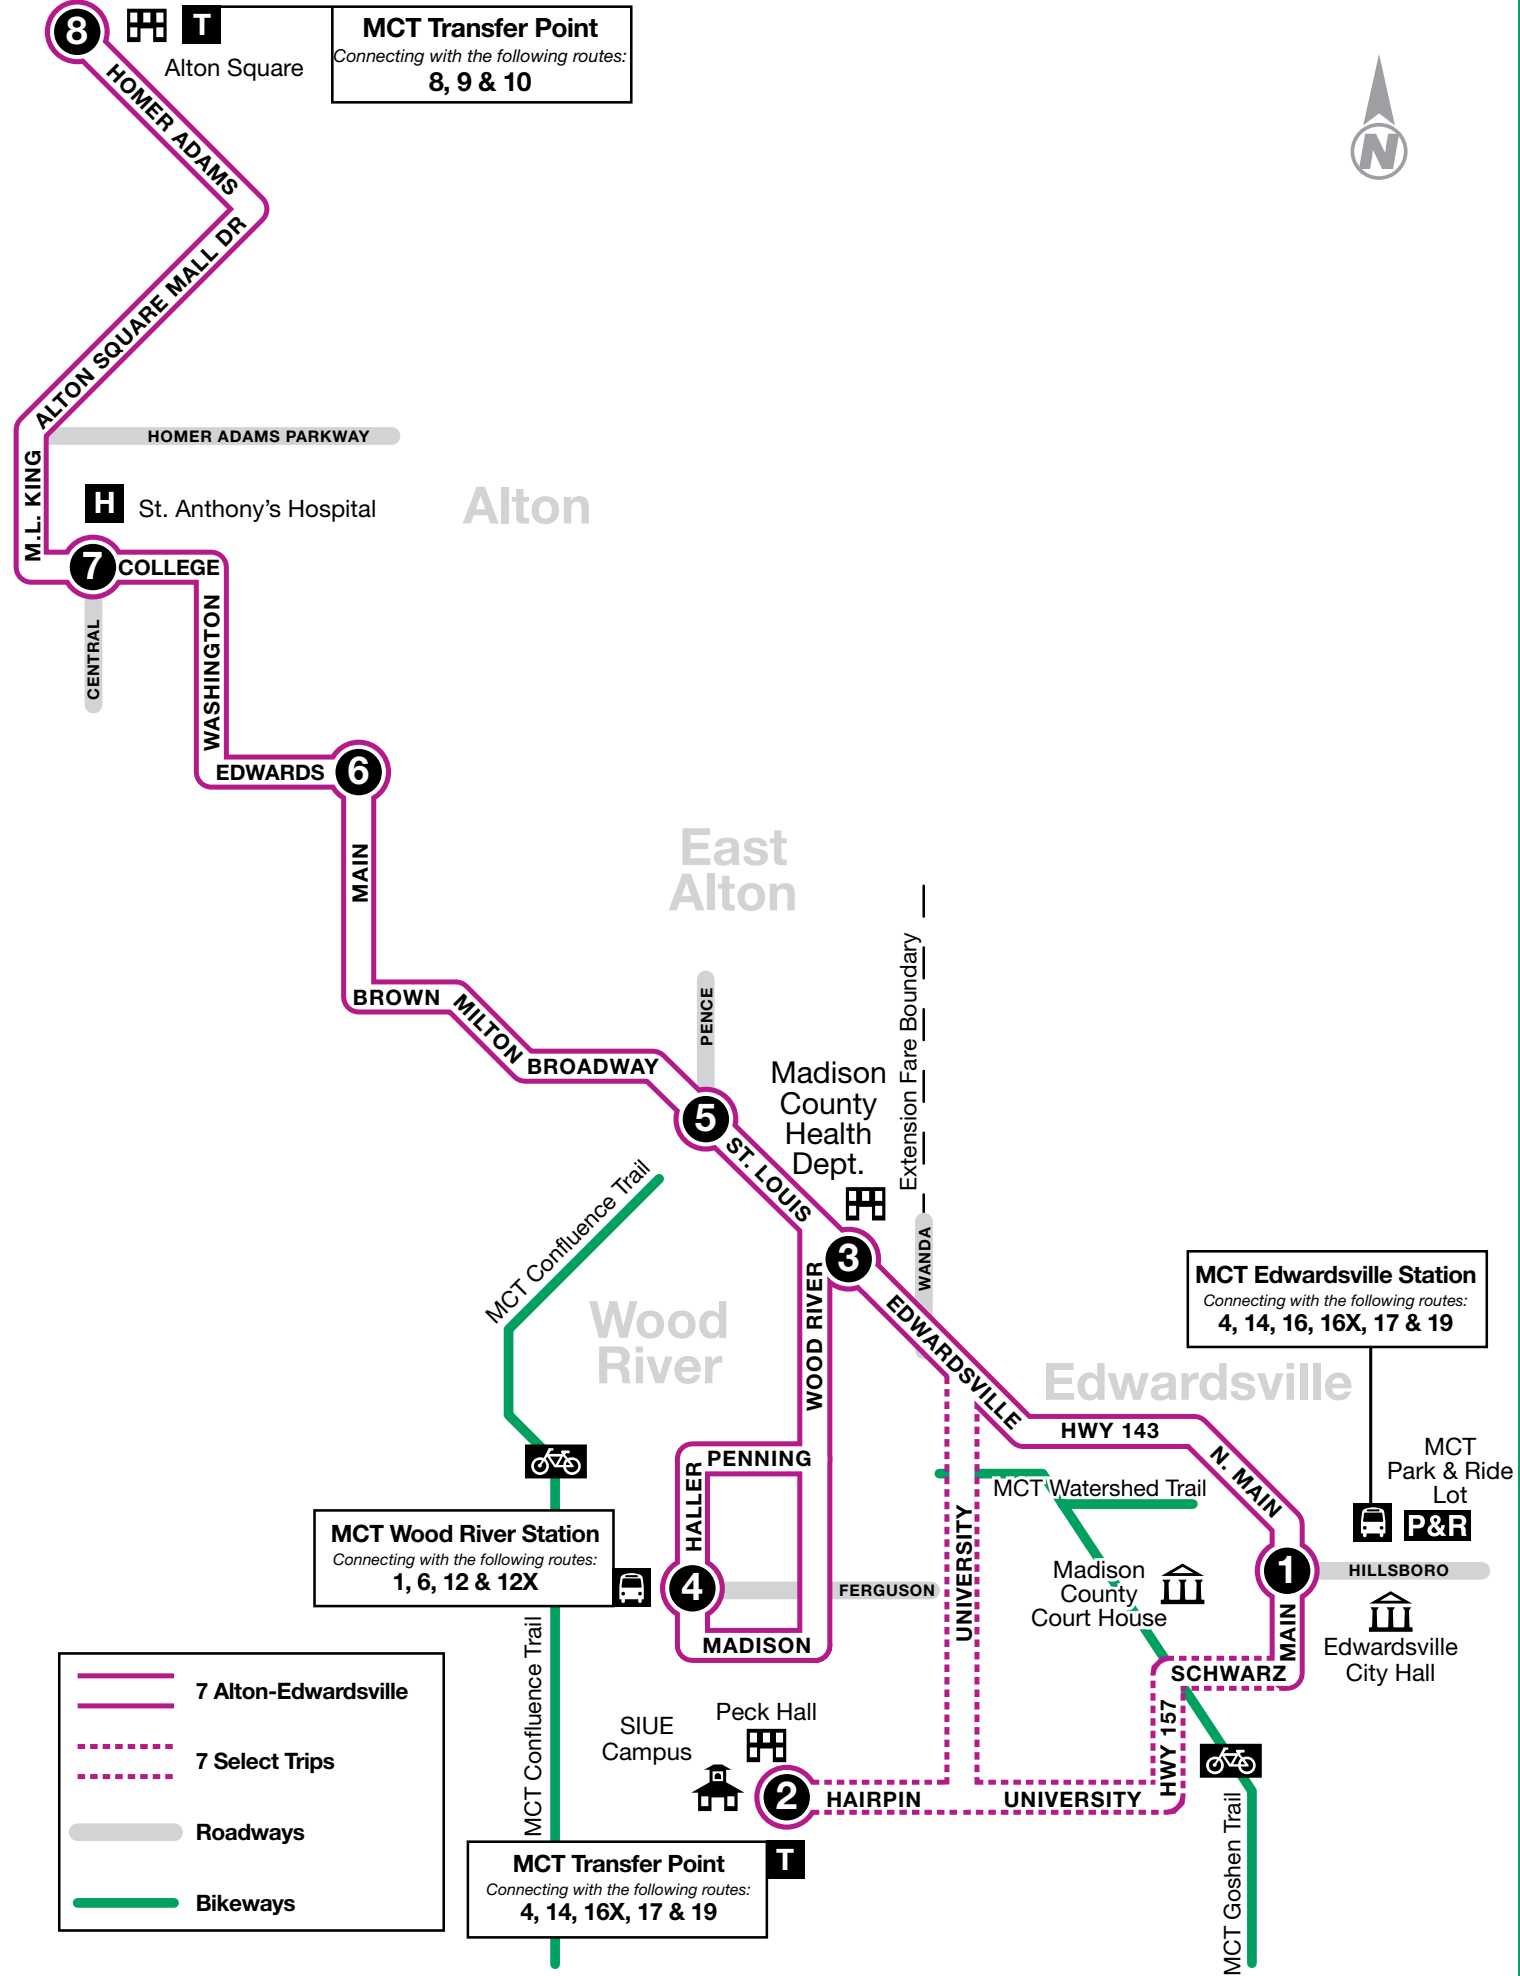 8
T
Alton Square
MCT Transfer Point
Connecting with the following routes:
8, 9 & 10
N
HOMER ADAMS
ALTON SQUARE MALL DR
HOMER ADAMS PARKWAY
M.L. KING
H
St. Anthony's Hospital
Alton
7
COLLEGE
CENTRAL
WASHINGTON
EDWARDS
6
MAIN
East
Alton
BROWN
MILTON
BROADWAY
PENCE
5
ST. LOUIS
Madison
County
Health
Dept.
Extension Fare Boundary
WANDA
3
MCT Confluence Trail
Wood
River
WOOD RIVER
EDWARDSVILLE
MCT Edwardsville Station
Connecting with the following routes:
4, 14, 16, 16X, 17 & 19
Edwardsville
HWY 143
N. MAIN
MCT
Park & Ride
Lot
P&R
PENNING
HALLER
MCT Watershed Trail
MCT Wood River Station
Connecting with the following routes:
1, 6, 12 & 12X
4
FERGUSON
UNIVERSITY
Madison
County
Court House
1
HILLSBORO
MAIN
Edwardsville
City Hall
MADISON
SCHWARZ
HWY 157
MCT Confluence Trail
7 Alton-Edwardsville
7 Select Trips
Roadways
Bikeways
SIUE
Campus
Peck Hall
2
HAIRPIN
UNIVERSITY
T
MCT Transfer Point
Connecting with the following routes:
4, 14, 16X, 17 & 19
MCT Goshen Trail